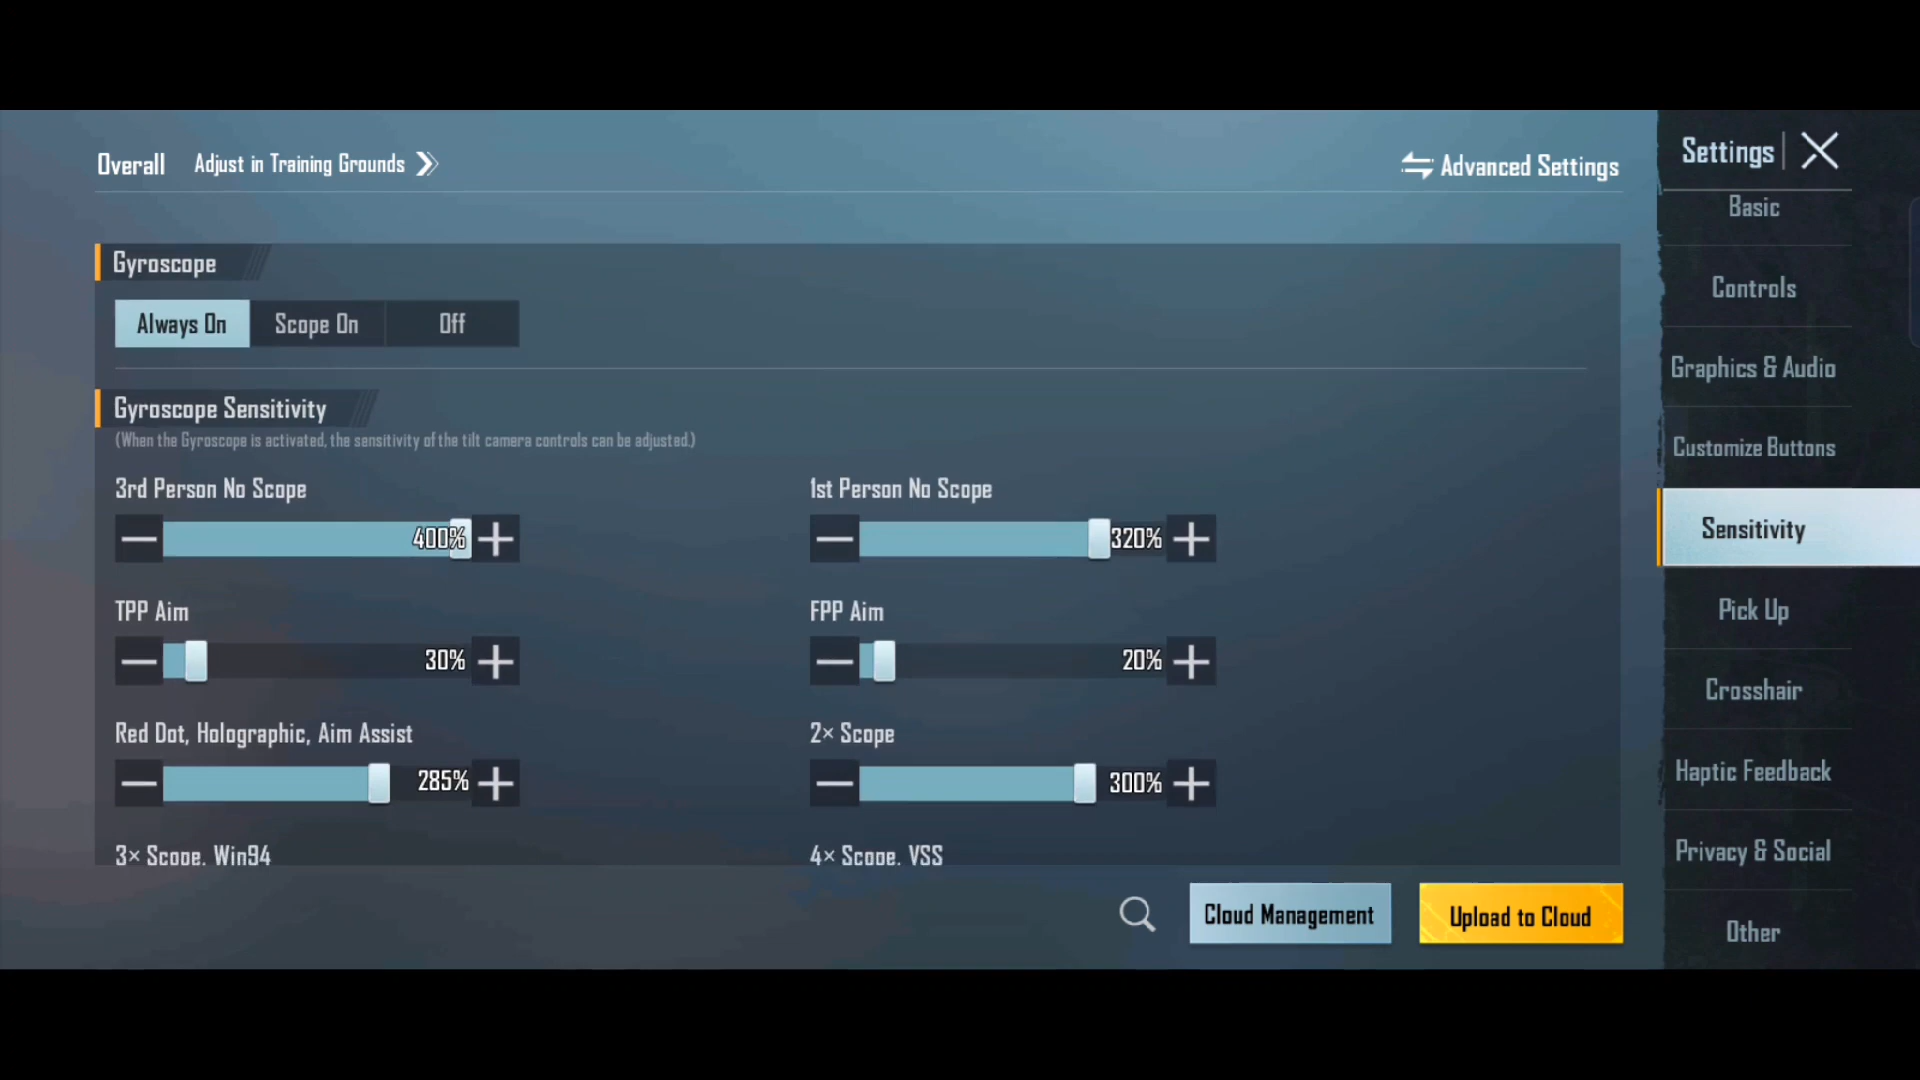 Overall Adjust in Training Grounds
Advanced Settings
Gyroscope
Always On Scope On Off
Gyroscope Sensitivity
(When the Gyroscope is activated, the sensitivity of the tilt camera controls can be adjusted.)
3rd Person No Scope
400%
1st Person No Scope
320%
TPP Aim
30%
FPP Aim
20%
Red Dot, Holographic, Aim Assist
285%
2× Scope
300%
3× Scope, Win94
4× Scope, VSS
Cloud Management
Upload to Cloud
Settings
Basic
Controls
Graphics & Audio
Customize Buttons
Sensitivity
Pick Up
Crosshair
Haptic Feedback
Privacy & Social
Other